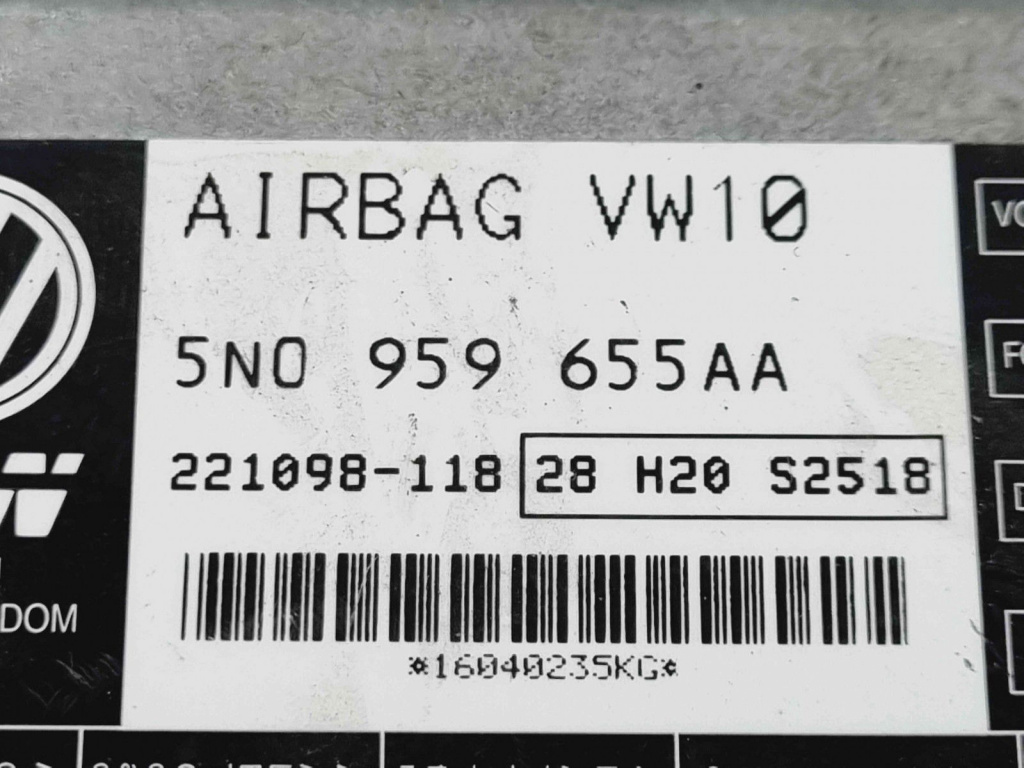 AIRBAG VW10
5N0 959 655AA
221098-118 28 H20 S2518
*16040235KG*
DOM